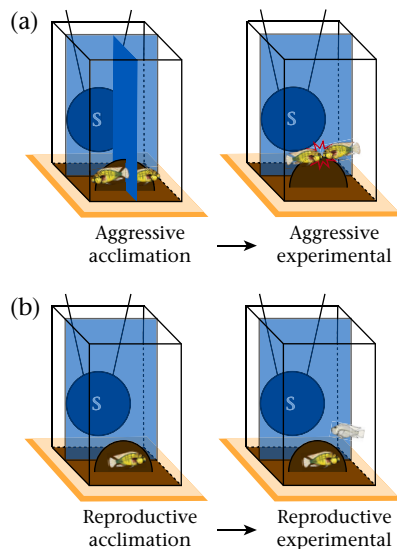 (a)
S
S
Aggressive
acclimation
Aggressive
experimental
(b)
S
S
Reproductive
acclimation
Reproductive
experimental